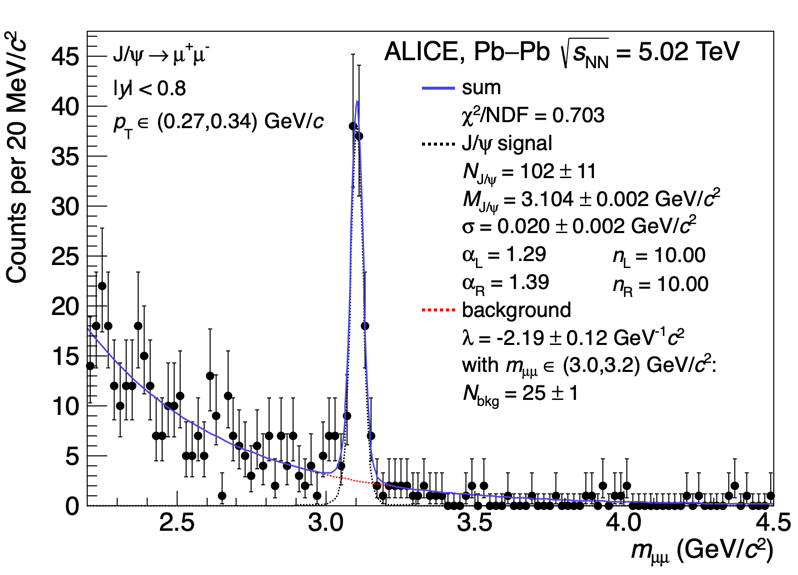 Counts per 20 MeV/c²
45
40
35
30
25
20
15
10
5
0
J/ψ→μ⁺μ⁻
|y| < 0.8
p_T ∈ (0.27,0.34) GeV/c
ALICE, Pb–Pb √s_NN = 5.02 TeV
sum
χ²/NDF = 0.703
J/ψ signal
N_J/ψ = 102 ± 11
M_J/ψ = 3.104 ± 0.002 GeV/c²
σ = 0.020 ± 0.002 GeV/c²
α_L = 1.29 n_L = 10.00
α_R = 1.39 n_R = 10.00
background
λ = -2.19 ± 0.12 GeV⁻¹c²
with m_μμ ∈ (3.0,3.2) GeV/c²:
N_bkg = 25 ± 1
2.5 3.0 3.5 4.0 4.5
m_μμ (GeV/c²)